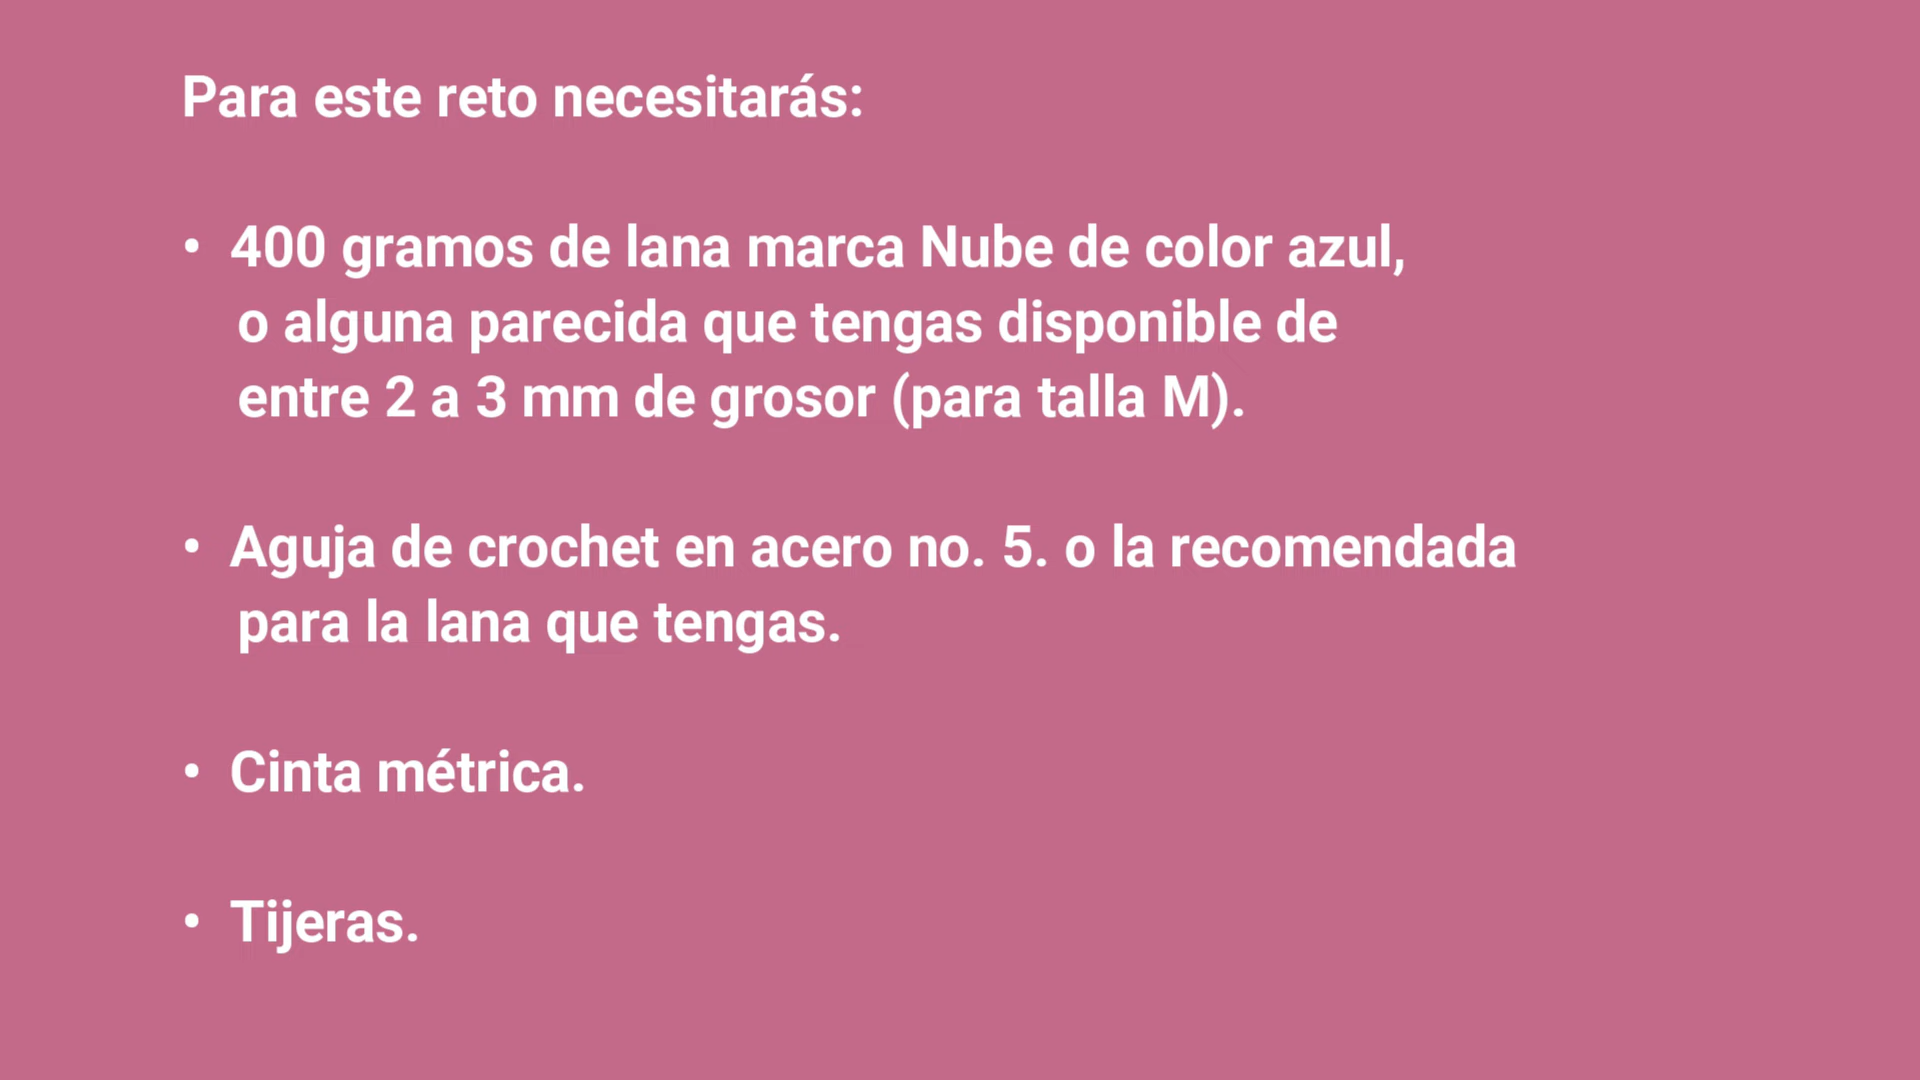 Para este reto necesitarás:
• 400 gramos de lana marca Nube de color azul,
o alguna parecida que tengas disponible de
entre 2 a 3 mm de grosor (para talla M).
• Aguja de crochet en acero no. 5. o la recomendada
para la lana que tengas.
• Cinta métrica.
• Tijeras.